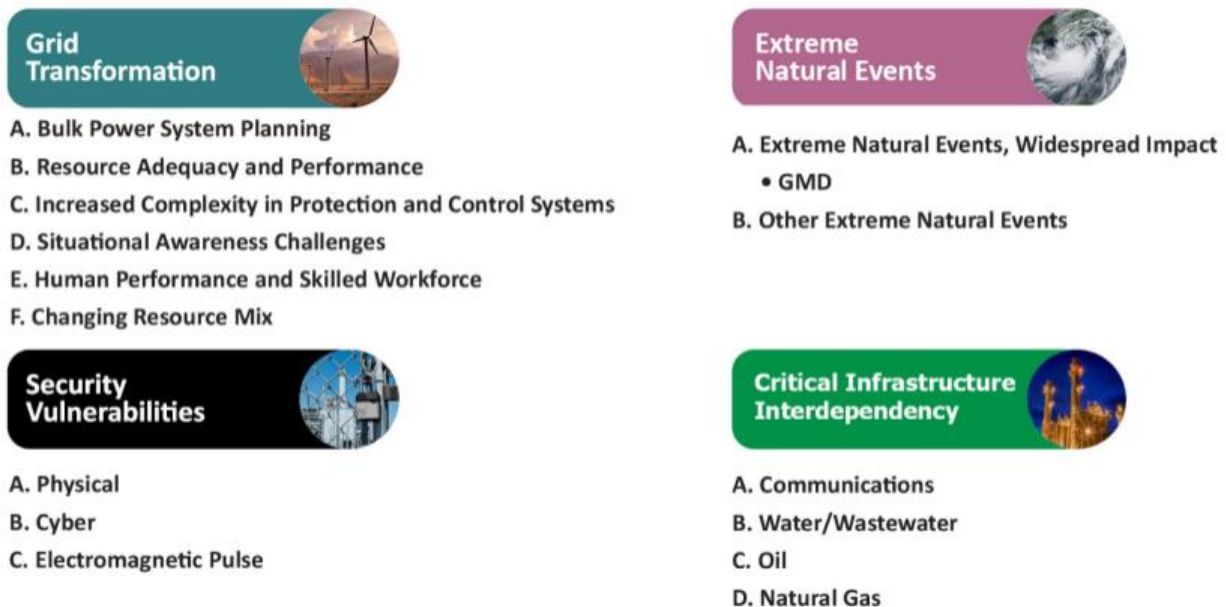 Grid
Transformation
A. Bulk Power System Planning
B. Resource Adequacy and Performance
C. Increased Complexity in Protection and Control Systems
D. Situational Awareness Challenges
E. Human Performance and Skilled Workforce
F. Changing Resource Mix
Extreme
Natural Events
A. Extreme Natural Events, Widespread Impact
• GMD
B. Other Extreme Natural Events
Security
Vulnerabilities
A. Physical
B. Cyber
C. Electromagnetic Pulse
Critical Infrastructure
Interdependency
A. Communications
B. Water/Wastewater
C. Oil
D. Natural Gas